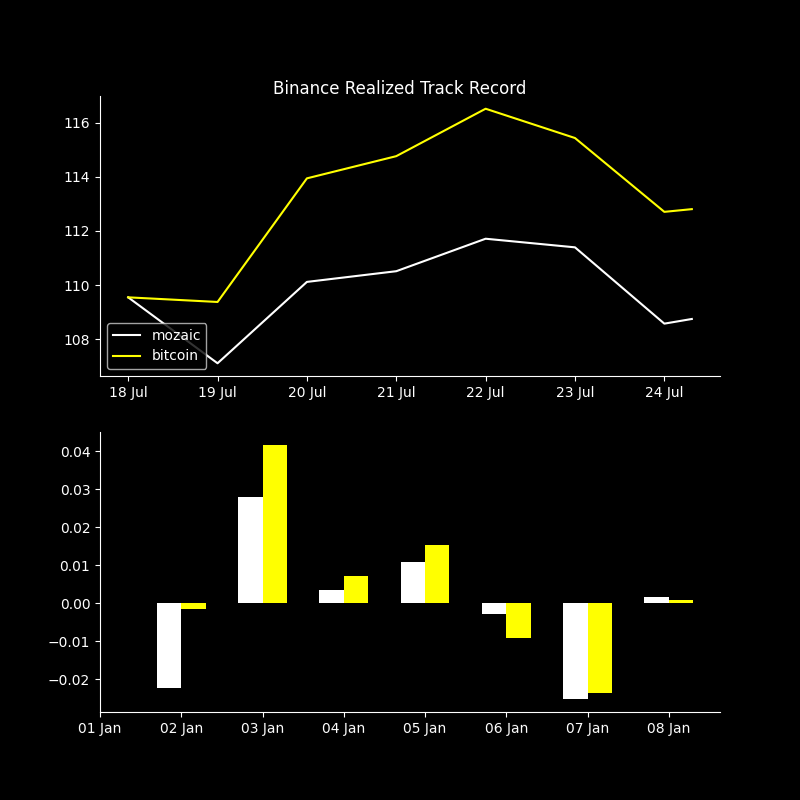 Binance Realized Track Record
116
114
112
110
108
mozaic
bitcoin
18 Jul 19 Jul 20 Jul 21 Jul 22 Jul 23 Jul 24 Jul
0.04
0.03
0.02
0.01
0.00
−0.01
−0.02
01 Jan 02 Jan 03 Jan 04 Jan 05 Jan 06 Jan 07 Jan 08 Jan